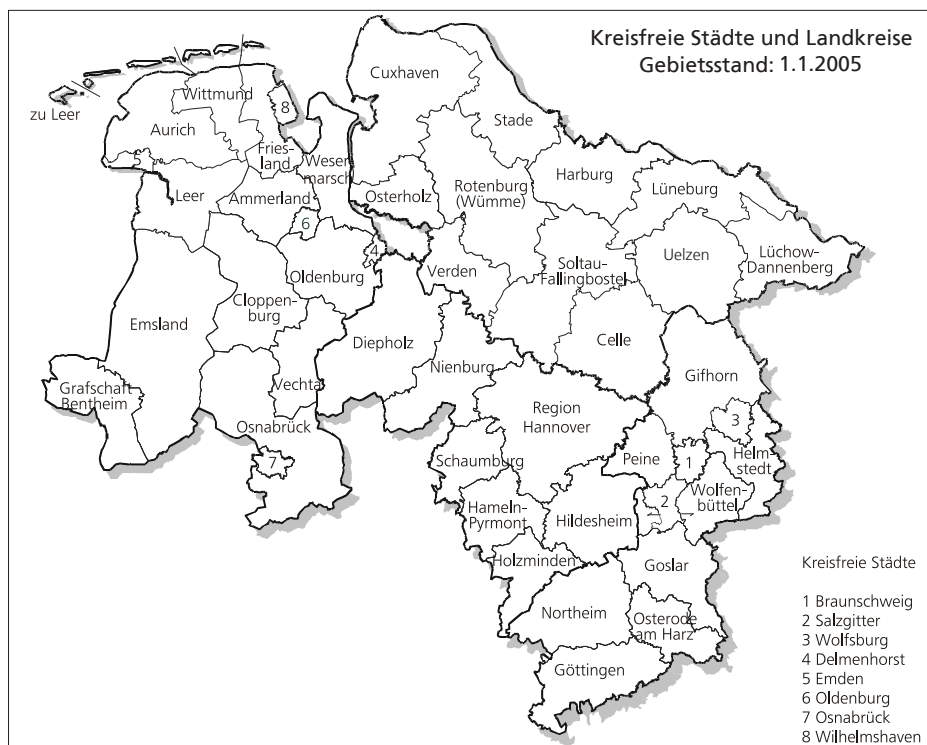 Kreisfreie Städte und Landkreise
Gebietsstand: 1.1.2005
Cuxhaven
Wittmund
8
zu Leer
Aurich
Stade
Fries-
land
Weser-
marsch
5
Harburg
Leer
Ammerland
Osterholz
Rotenburg
(Wümme)
Lüneburg
6
4
Oldenburg
Verden
Soltau-
Fallingbostel
Uelzen
Lüchow-
Dannenberg
Cloppen-
burg
Emsland
Diepholz
Celle
Nienburg
Gifhorn
Grafschaft
Bentheim
Vechta
Region
Hannover
3
Osnabrück
7
Schaumburg
Peine
1
Helm-
stedt
2
Wolfen-
büttel
Hameln-
Pyrmont
Hildesheim
Holzminden
Goslar
Northeim
Osterode
am Harz
Göttingen
Kreisfreie Städte
1 Braunschweig
2 Salzgitter
3 Wolfsburg
4 Delmenhorst
5 Emden
6 Oldenburg
7 Osnabrück
8 Wilhelmshaven